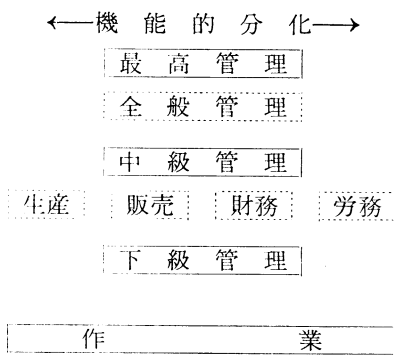 ←機能的分化→
最高管理
全般管理
中級管理
生産 販売 財務 労務
下級管理
作業